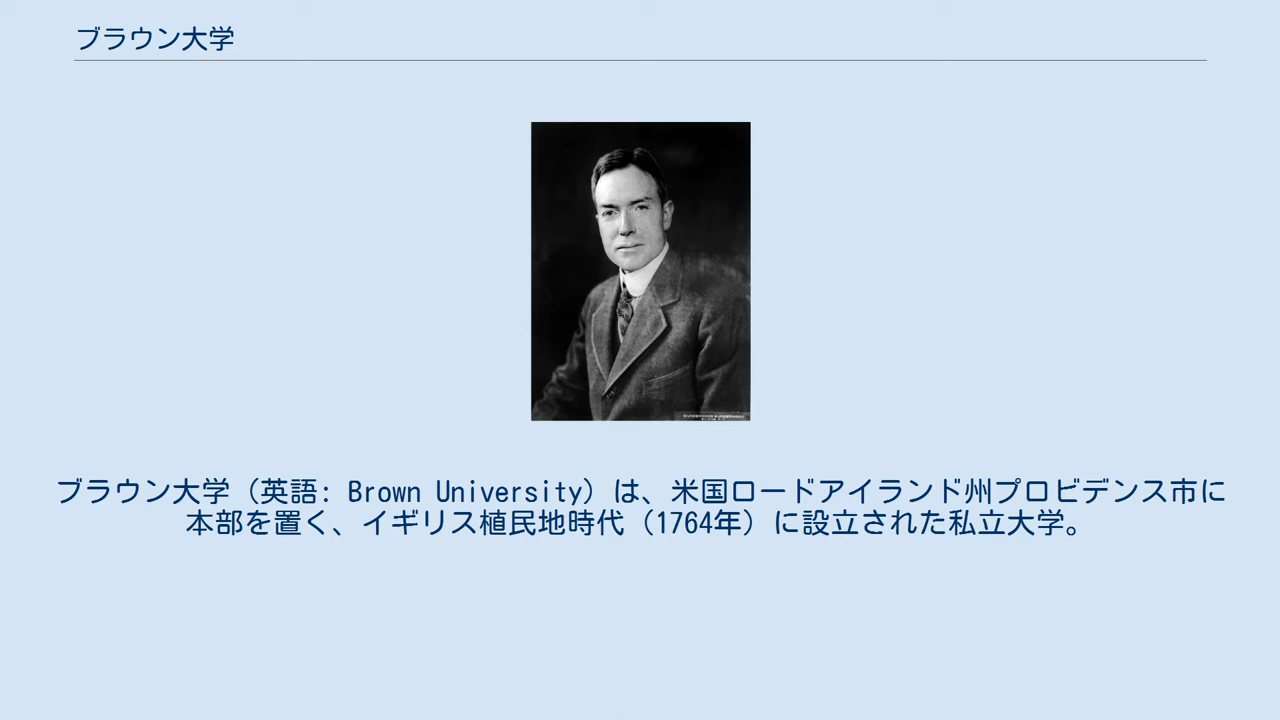 ブラウン大学
ブラウン大学（英語: Brown University）は、米国ロードアイランド州プロビデンス市に
本部を置く、イギリス植民地時代（1764年）に設立された私立大学。